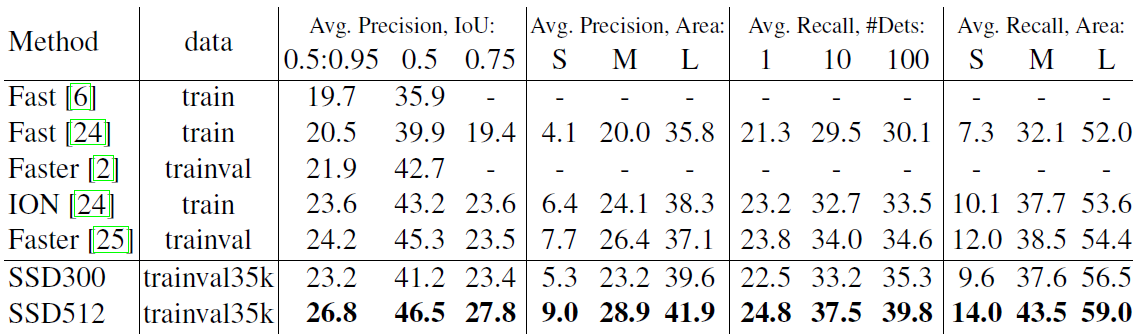 Method data Avg. Precision, IoU: Avg. Precision, Area: Avg. Recall, #Dets: Avg. Recall, Area:
0.5:0.95 0.5 0.75 S M L 1 10 100 S M L
Fast [6] train 19.7 35.9 - - - - - - - - - -
Fast [24] train 20.5 39.9 19.4 4.1 20.0 35.8 21.3 29.5 30.1 7.3 32.1 52.0
Faster [2] trainval 21.9 42.7 - - - - - - - - - -
ION [24] train 23.6 43.2 23.6 6.4 24.1 38.3 23.2 32.7 33.5 10.1 37.7 53.6
Faster [25] trainval 24.2 45.3 23.5 7.7 26.4 37.1 23.8 34.0 34.6 12.0 38.5 54.4
SSD300 trainval35k 23.2 41.2 23.4 5.3 23.2 39.6 22.5 33.2 35.3 9.6 37.6 56.5
SSD512 trainval35k 26.8 46.5 27.8 9.0 28.9 41.9 24.8 37.5 39.8 14.0 43.5 59.0